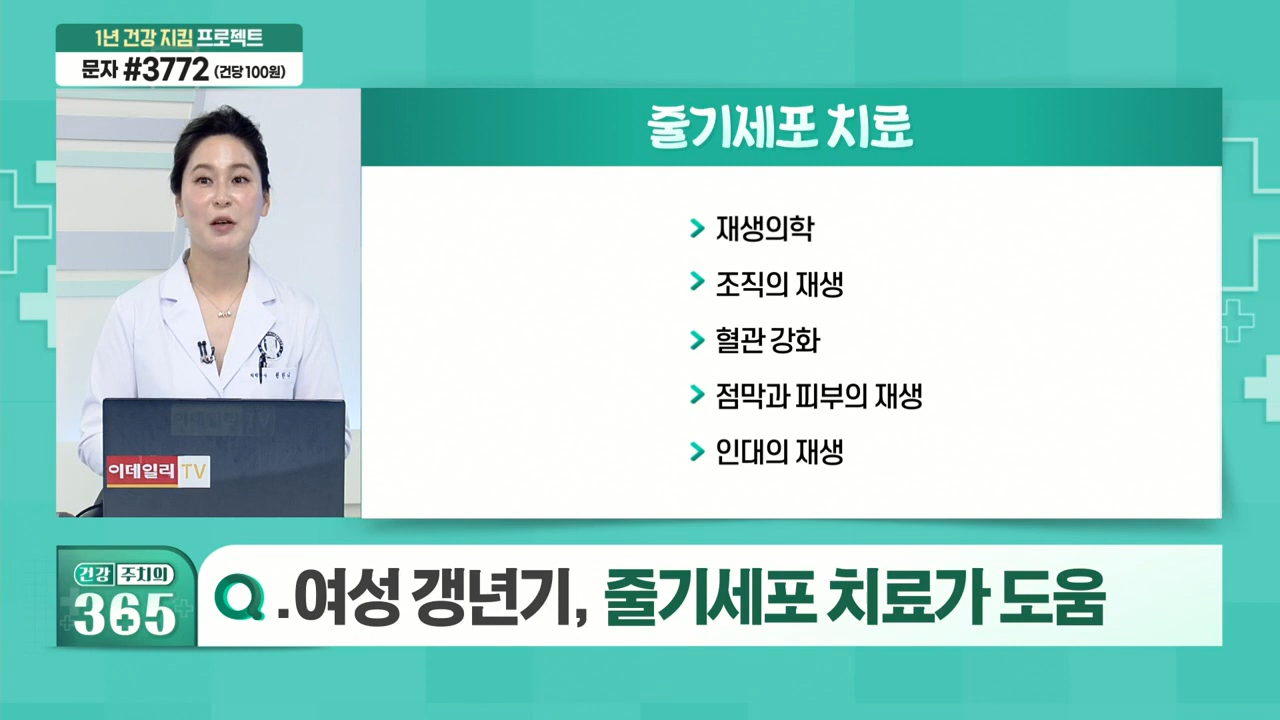 1년 건강 지킴 프로젝트
문자 #3772 (건당 100원)
줄기세포 치료
재생의학
조직의 재생
혈관 강화
점막과 피부의 재생
인대의 재생
이데일리 TV
건강 주치의
365
Q.여성 갱년기, 줄기세포 치료가 도움